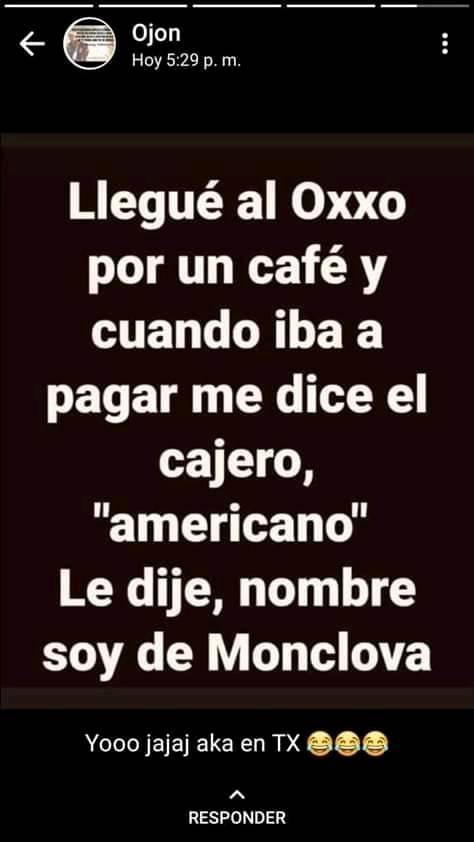 Ojon
Hoy 5:29 p. m.
Llegué al Oxxo
por un café y
cuando iba a
pagar me dice el
cajero,
"americano"
Le dije, nombre
soy de Monclova
Yooo jajaj aka en TX 😂😂😂
RESPONDER